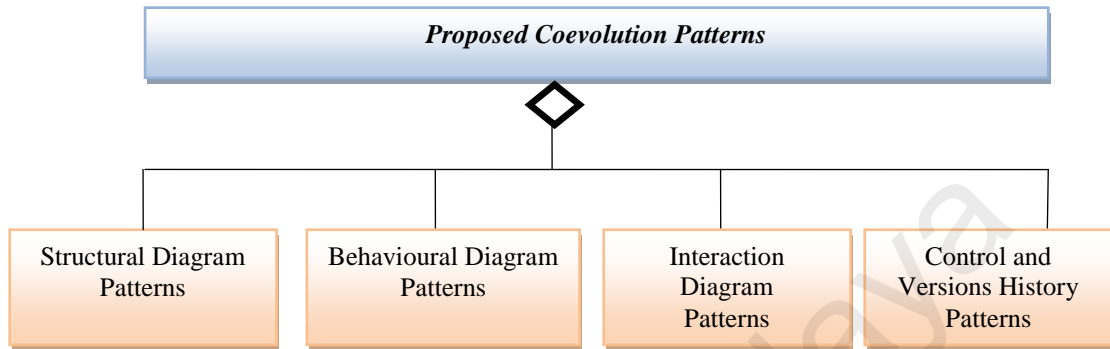 Proposed Coevolution Patterns
Structural Diagram
Patterns
Behavioural Diagram
Patterns
Interaction
Diagram
Patterns
Control and
Versions History
Patterns